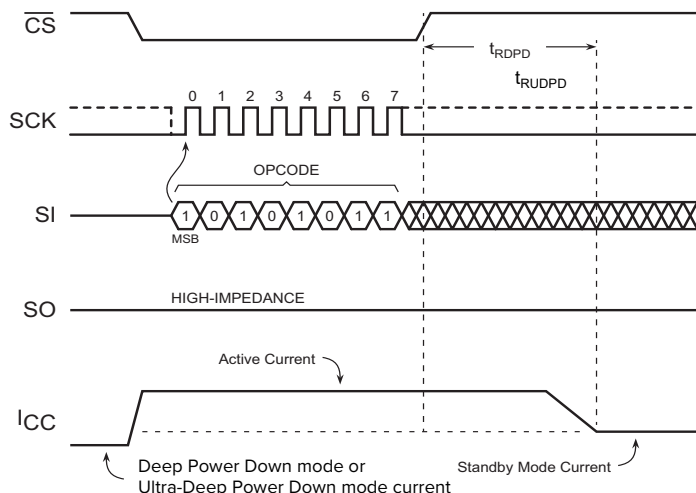 CS
tRDPD
tRUDPD
0 1 2 3 4 5 6 7
SCK
OPCODE
SI
1 0 1 0 1 0 1 1
MSB
HIGH-IMPEDANCE
SO
Active Current
ICC
Deep Power Down mode or
Ultra-Deep Power Down mode current
Standby Mode Current